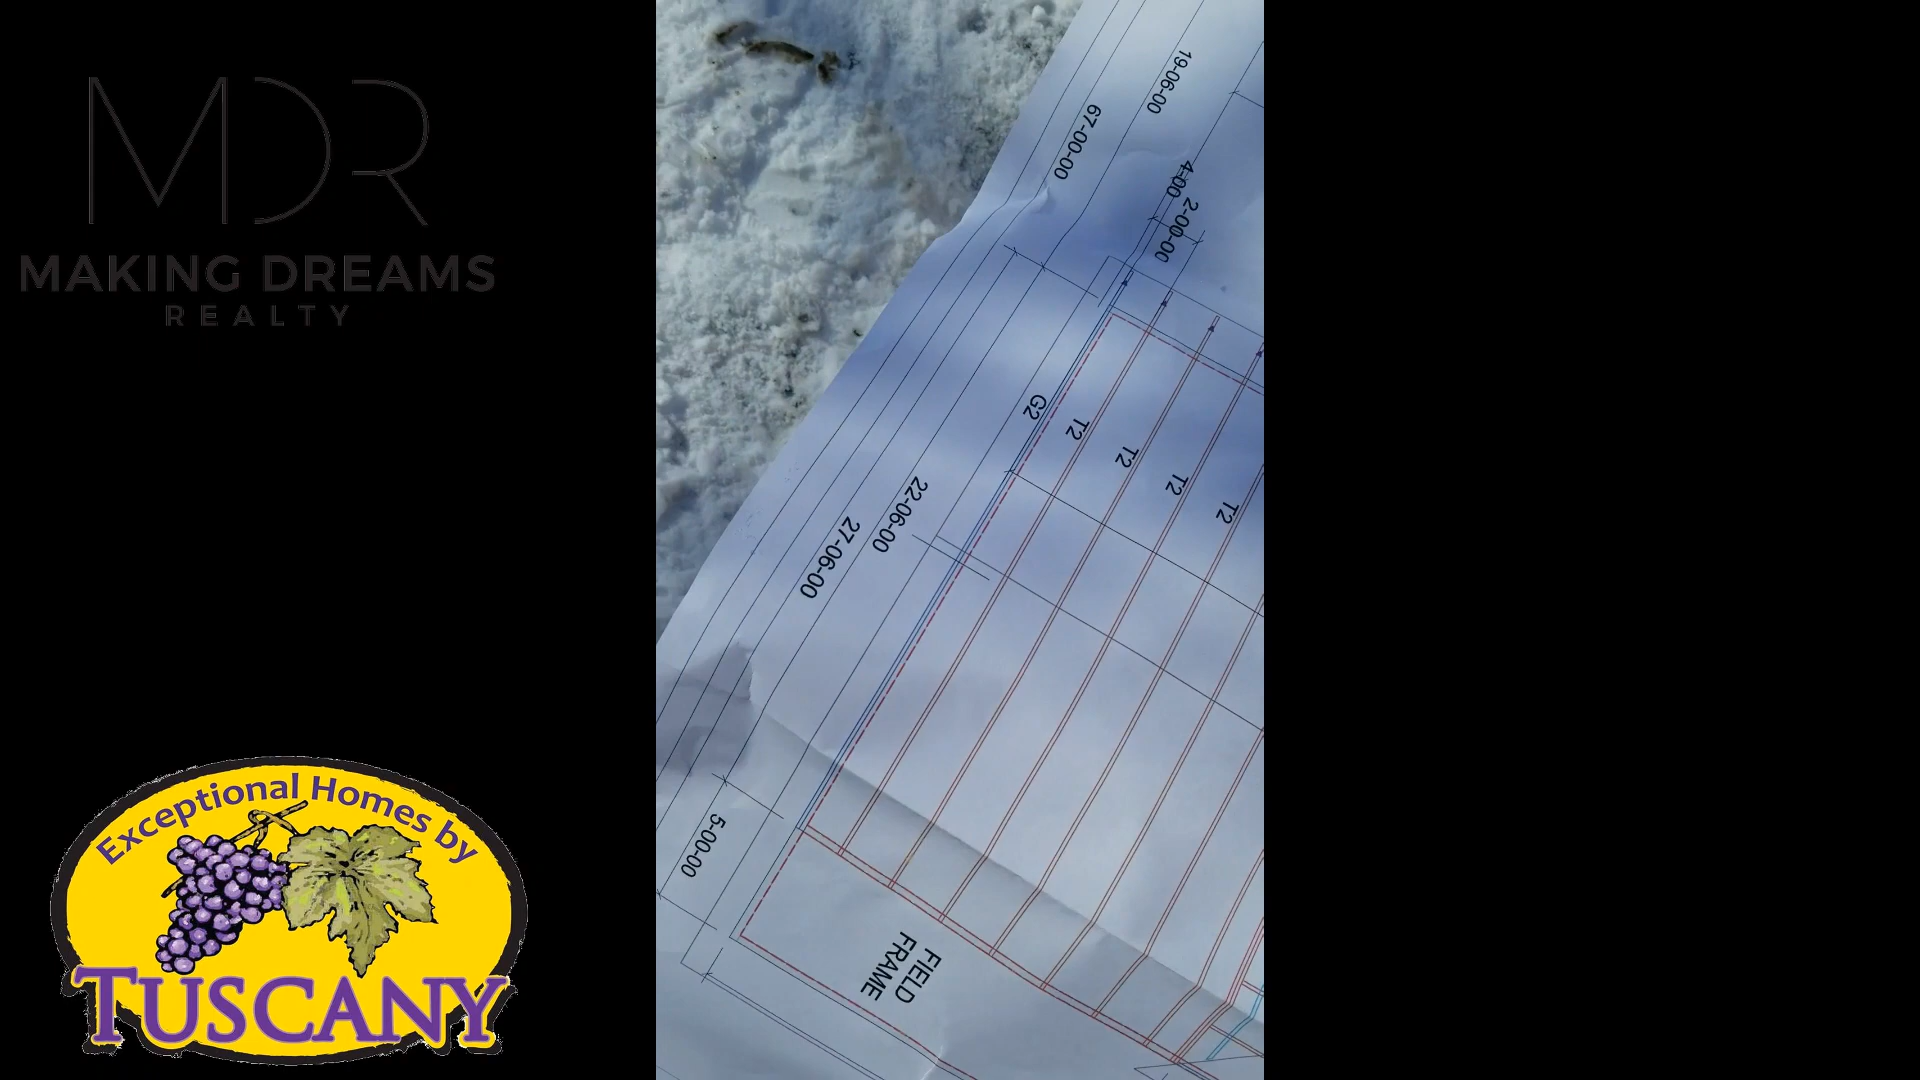 MDR
MAKING DREAMS
REALTY
Exceptional Homes by
TUSCANY
19-06-00
67-00-00
4-00
2-00-00
G2
T2
T2
T2
T2
22-06-00
27-06-00
5-00-00
FIELD
FRAME